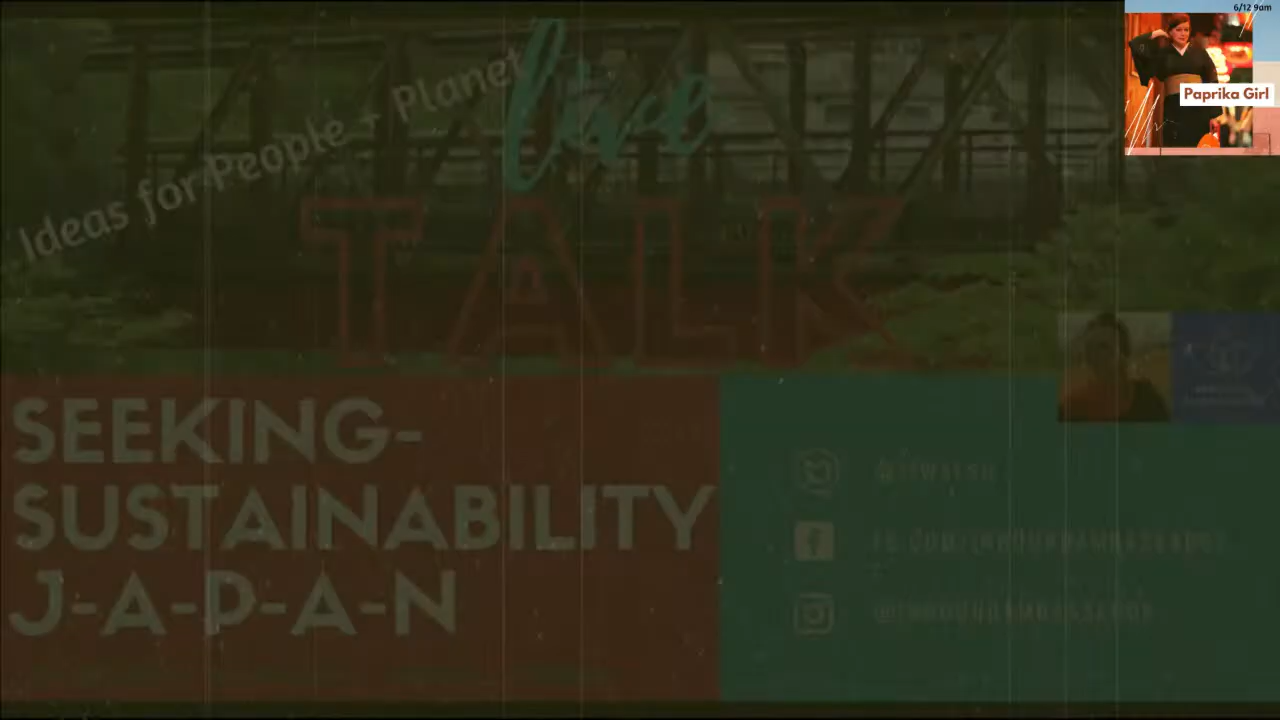 6/12 9am
Paprika Girl
Ideas for People + Planet
live
TALK
SEEKING-
SUSTAINABILITY
J-A-P-A-N